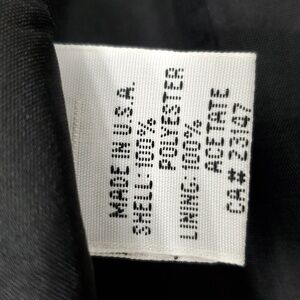 MADE IN U.S.A.
SHELL: 100%
POLYESTER
LINING: 100%
ACETATE
CA# 23147